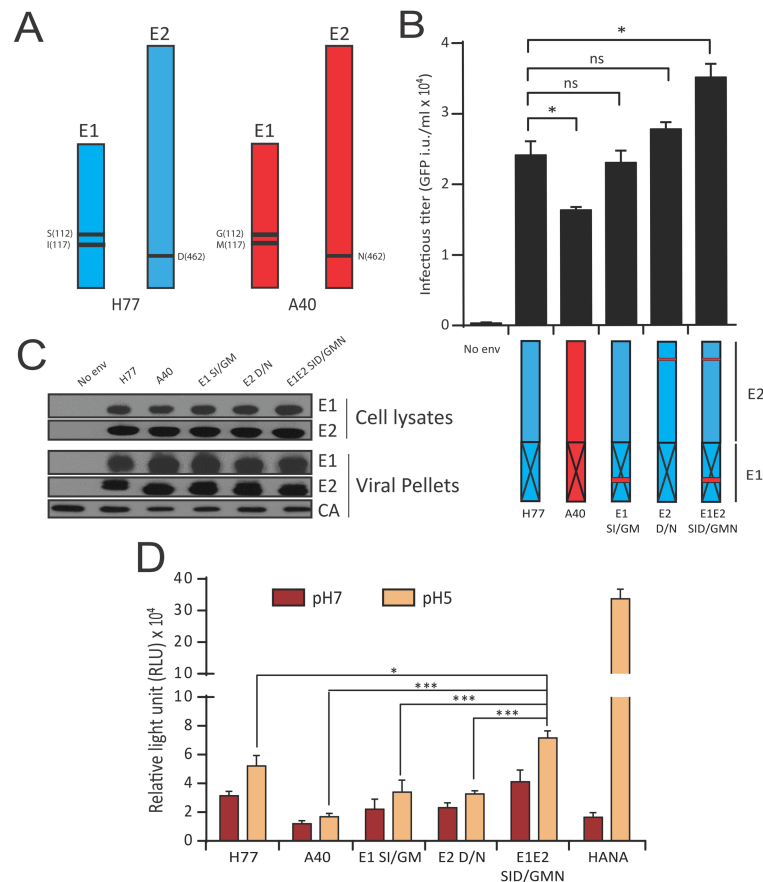 A
E1
E2
S(112)
I(117)
D(462)
H77
E1
E2
G(112)
M(117)
N(462)
A40
B
Infectious titer (GFP i.u./ml x 10⁴)
4
3
2
1
0
*
ns
ns
*
No env
E2
E1
H77
A40
E1
SI/GM
E2
D/N
E1E2
SID/GMN
C
No env
H77
A40
E1 SI/GM
E2 D/N
E1E2 SID/GMN
E1
E2
Cell lysates
E1
E2
CA
Viral Pellets
D
Relative light unit (RLU) x 10⁴
40
30
20
10
8
6
4
2
0
pH7
pH5
*
***
***
***
H77
A40
E1 SI/GM
E2 D/N
E1E2
SID/GMN
HANA